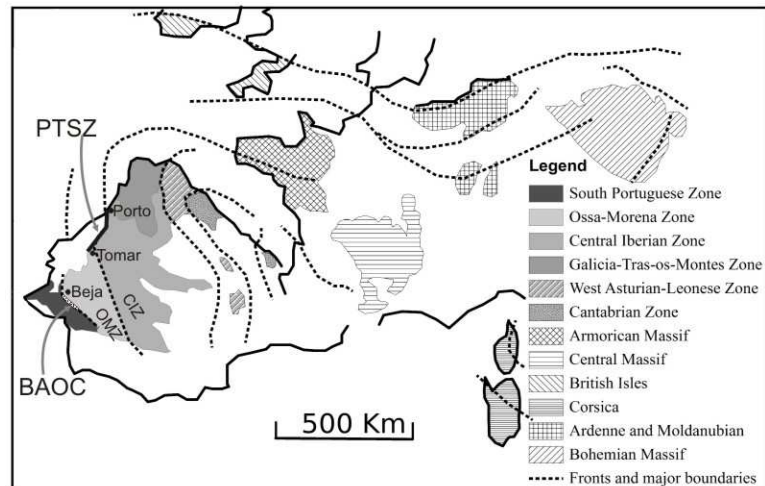 PTSZ
Porto
Tomar
Beja
OMZ
CIZ
BAOC
500 Km
Legend
South Portuguese Zone
Ossa-Morena Zone
Central Iberian Zone
Galicia-Tras-os-Montes Zone
West Asturian-Leonese Zone
Cantabrian Zone
Armorican Massif
Central Massif
British Isles
Corsica
Ardenne and Moldanubian
Bohemian Massif
Fronts and major boundaries